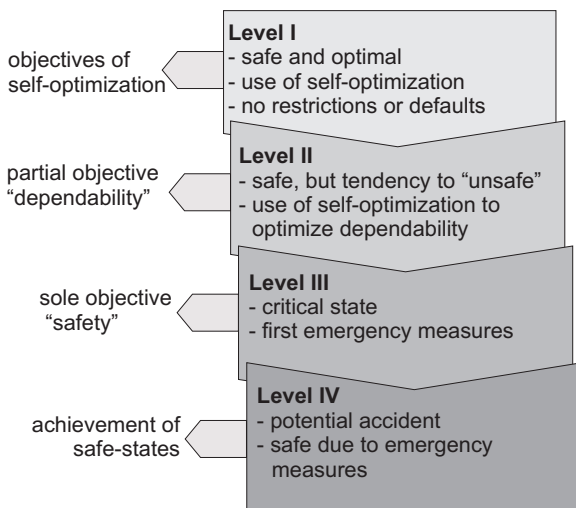 objectives of
self-optimization
Level I
- safe and optimal
- use of self-optimization
- no restrictions or defaults
partial objective
“dependability”
Level II
- safe, but tendency to “unsafe”
- use of self-optimization to
optimize dependability
sole objective
“safety”
Level III
- critical state
- first emergency measures
achievement of
safe-states
Level IV
- potential accident
- safe due to emergency
measures